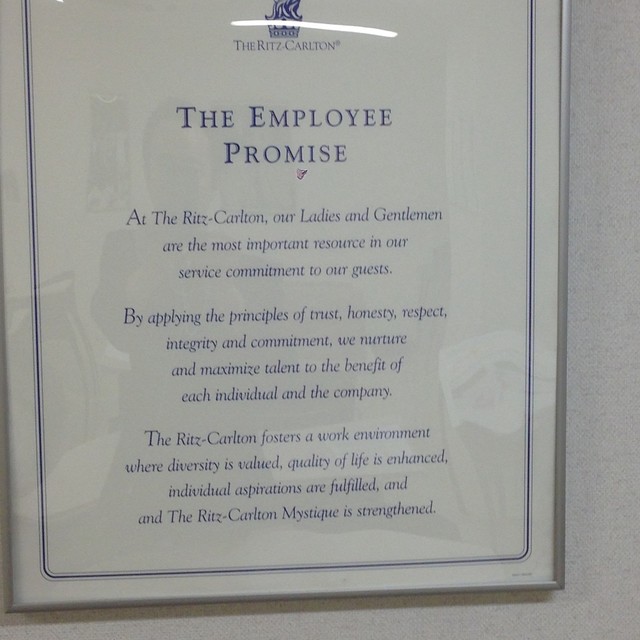 THE RITZ-CARLTON®
THE EMPLOYEE
PROMISE
At The Ritz-Carlton, our Ladies and Gentlemen
are the most important resource in our
service commitment to our guests.
By applying the principles of trust, honesty, respect,
integrity and commitment, we nurture
and maximize talent to the benefit of
each individual and the company.
The Ritz-Carlton fosters a work environment
where diversity is valued, quality of life is enhanced,
individual aspirations are fulfilled, and
and The Ritz-Carlton Mystique is strengthened.